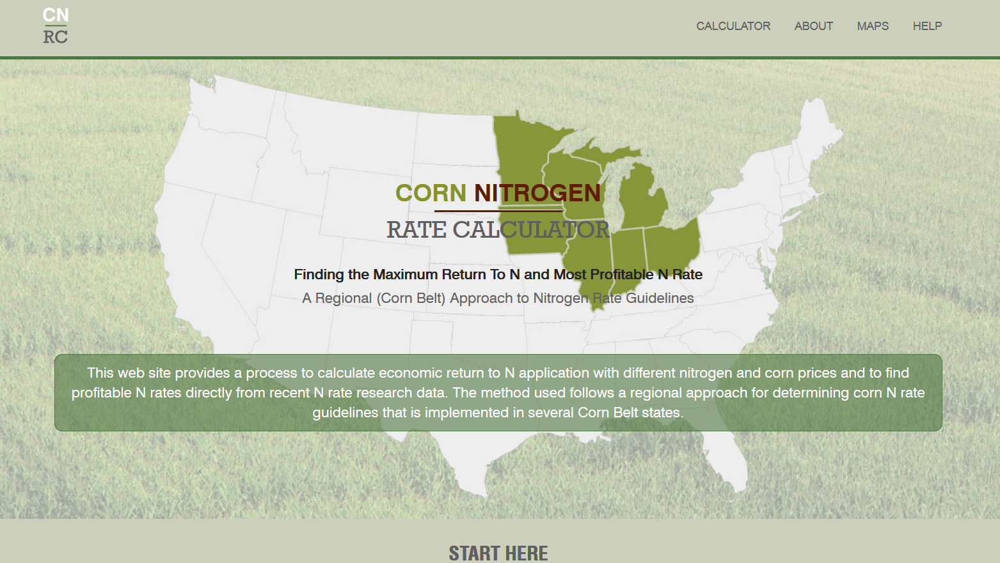 CN
RC
CALCULATOR ABOUT MAPS HELP
CORN NITROGEN
RATE CALCULATOR
Finding the Maximum Return To N and Most Profitable N Rate
A Regional (Corn Belt) Approach to Nitrogen Rate Guidelines
This web site provides a process to calculate economic return to N application with different nitrogen and corn prices and to find
profitable N rates directly from recent N rate research data. The method used follows a regional approach for determining corn N rate
guidelines that is implemented in several Corn Belt states.
START HERE